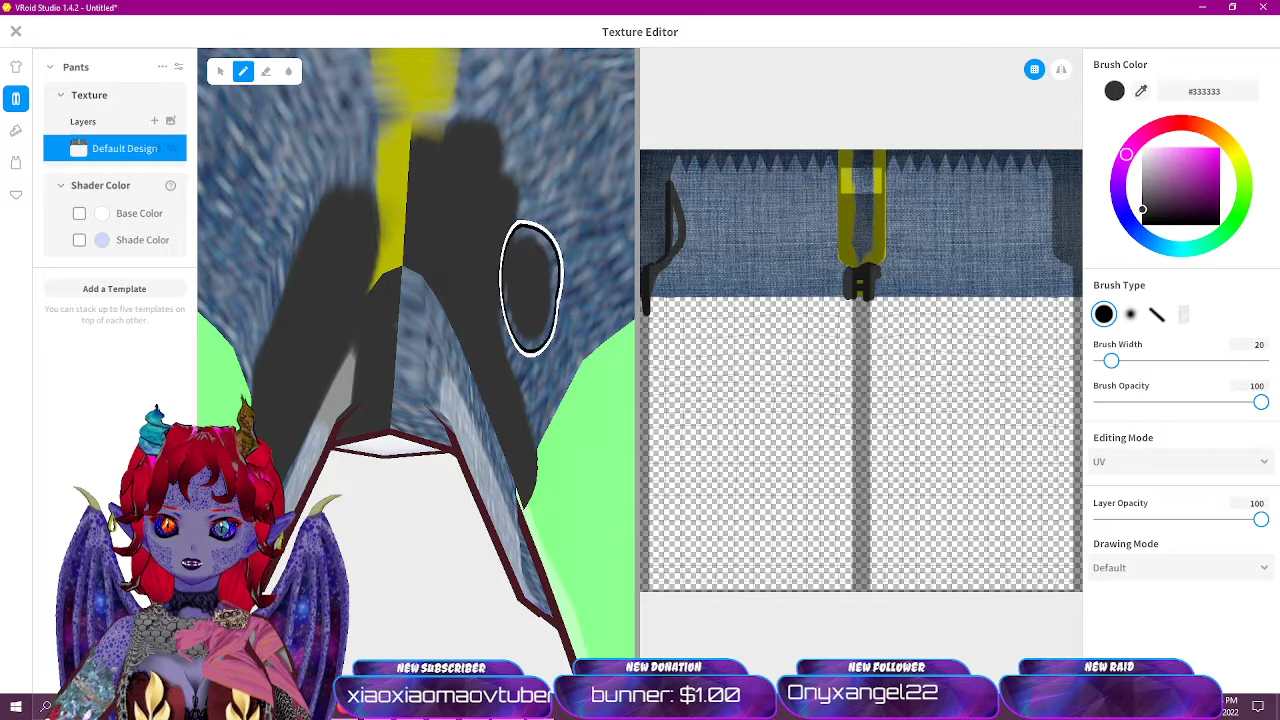 VRoid Studio 1.4.2 - Untitled*
Texture Editor
Pants
Texture
Layers
Default Design
Shader Color
Base Color
Shade Color
Add a Template
You can stack up to five templates on
top of each other.
Brush Color
#333333
Brush Type
Brush Width
20
Brush Opacity
100
Editing Mode
UV
Layer Opacity
100
Drawing Mode
Default
NEW SUBSCRIBER
xiaoxiaomaovtuber
NEW DONATION
bunner: $1.00
NEW FOLLOWER
Onyxangel22
NEW RAID
PM